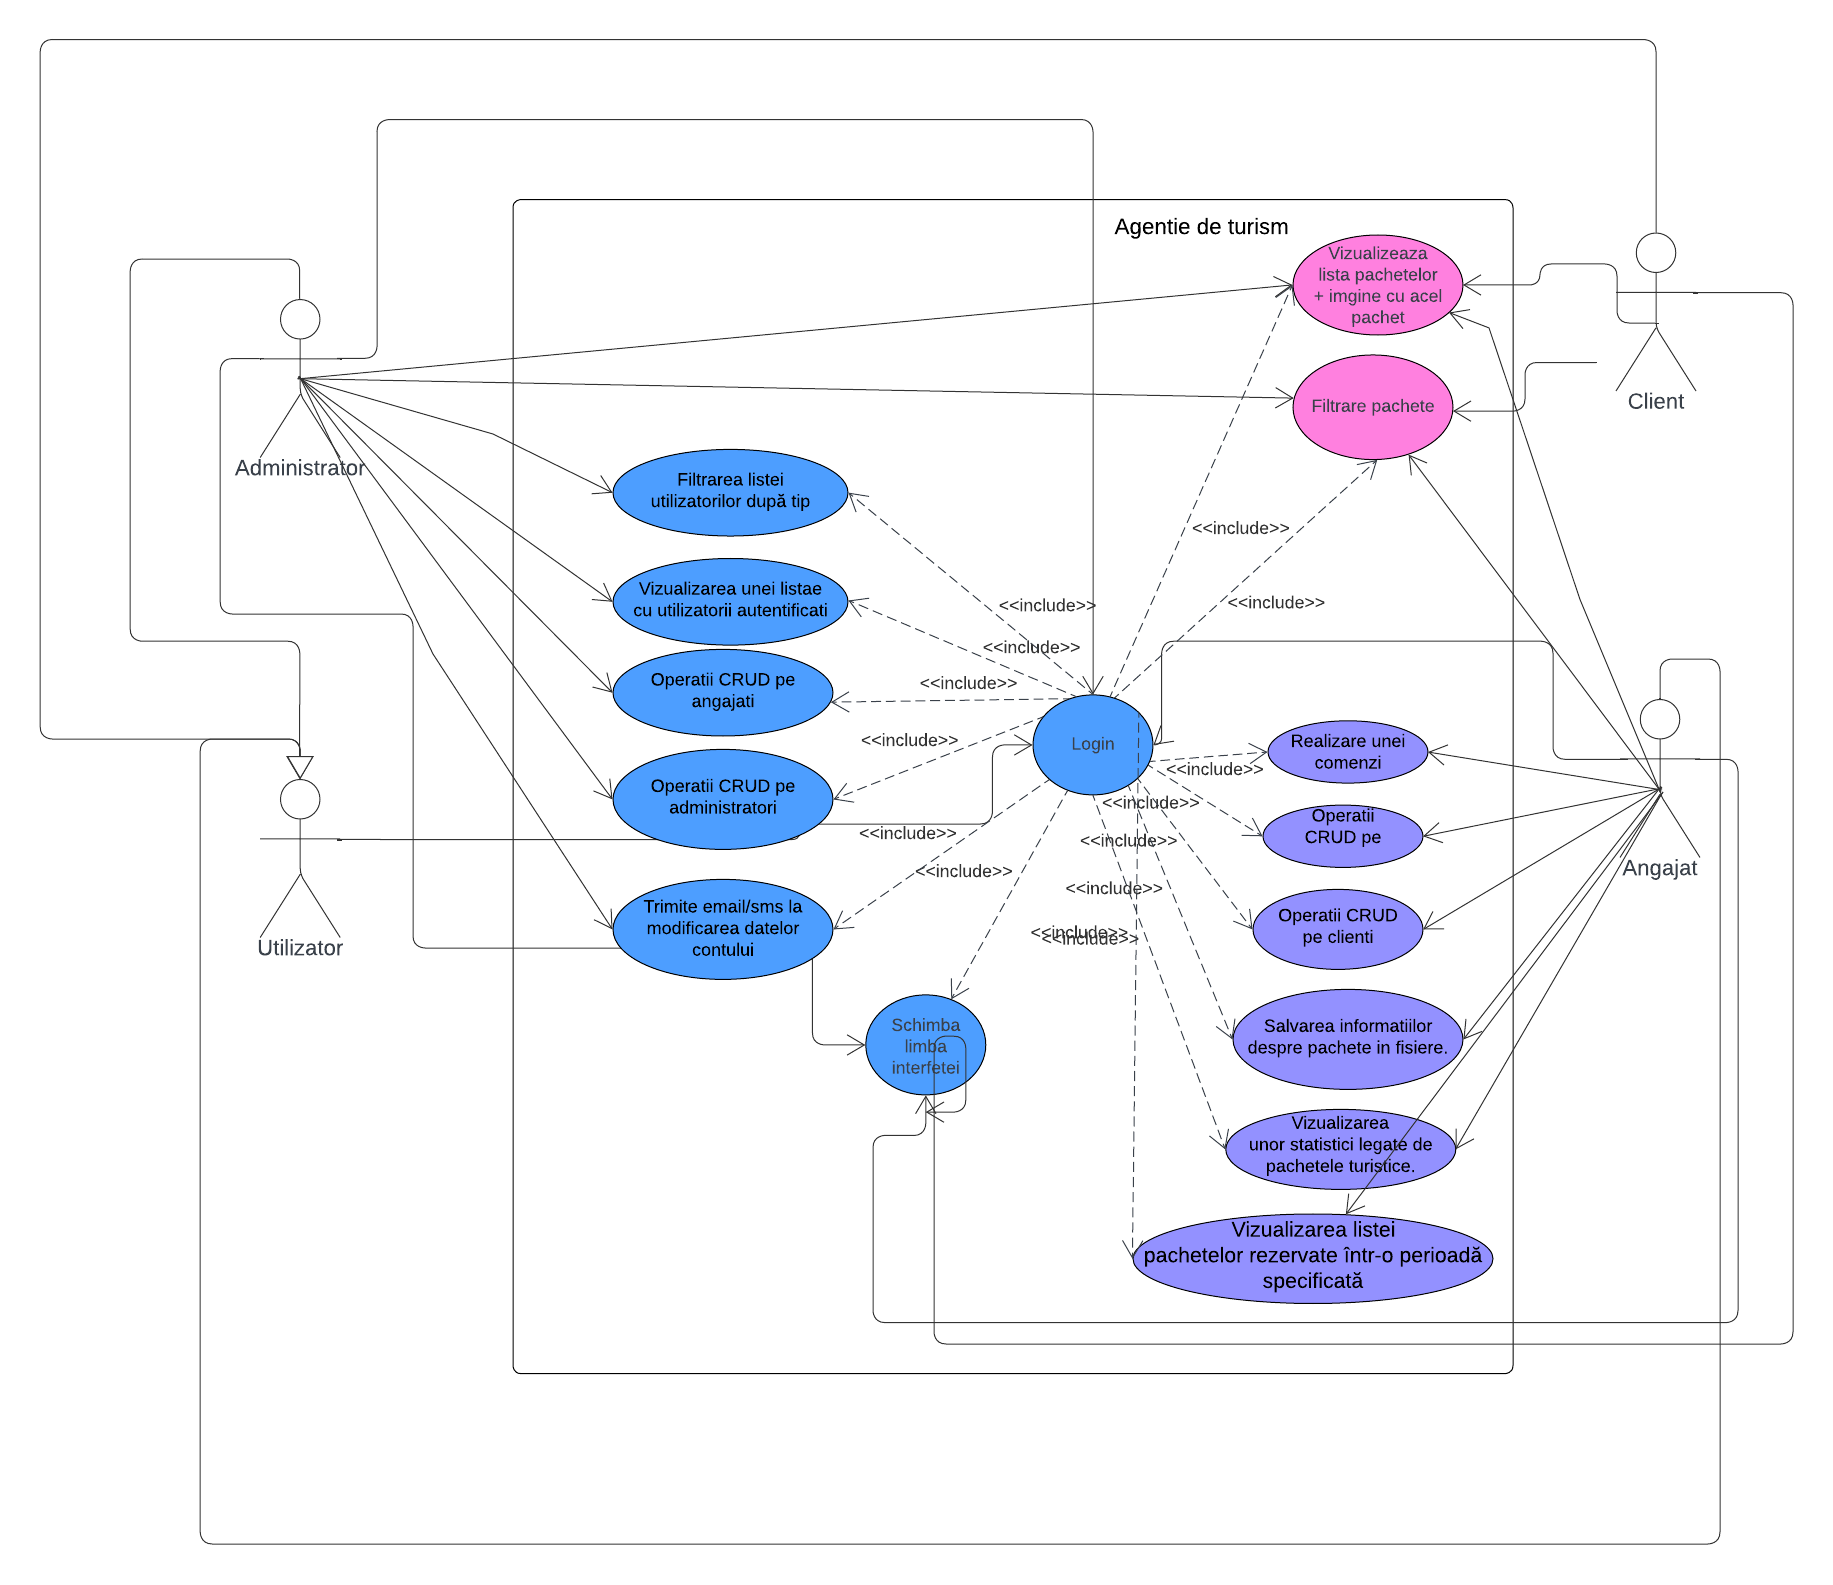 Agentie de turism
Vizualizeaza
lista pachetelor
+ imgine cu acel
pachet
Client
Filtrare pachete
Administrator
Filtrarea listei
utilizatorilor după tip
<<include>>
Vizualizarea unei listae
cu utilizatorii autentificati
<<include>>
<<include>>
<<include>>
Operatii CRUD pe
angajati
<<include>>
Login
<<include>>
Realizare unei
comenzi
<<include>>
Operatii CRUD pe
administratori
<<include>>
Operatii
CRUD pe
<<include>>
<<include>>
Angajat
<<include>>
<<include>>
Trimite email/sms la
modificarea datelor
contului
Operatii CRUD
pe clienti
<<include>>
<<include>>
Utilizator
Schimba
limba
interfetei
Salvarea informatiilor
despre pachete in fisiere.
Vizualizarea
unor statistici legate de
pachetele turistice.
Vizualizarea listei
pachetelor rezervate într-o perioadă
specificată